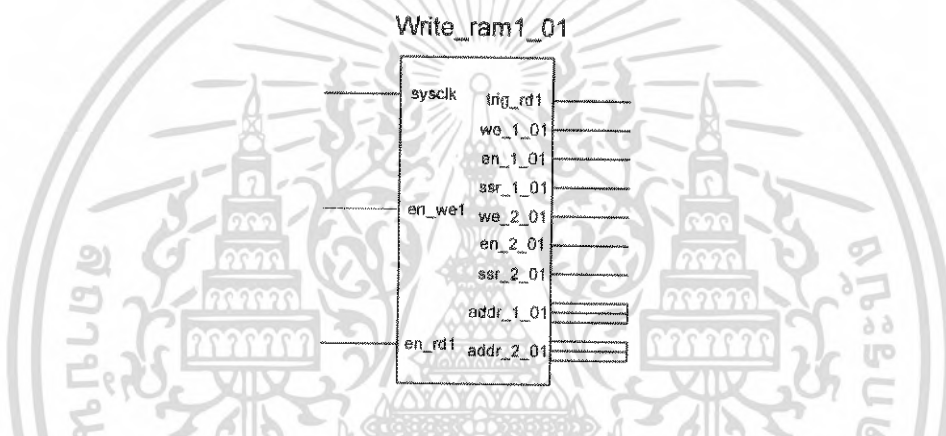 Write_ram1_01
sysclk
trig_rd1
we_1_01
en_1_01
ssr_1_01
en_we1
we_2_01
en_2_01
ssr_2_01
addr_1_01
en_rd1
addr_2_01